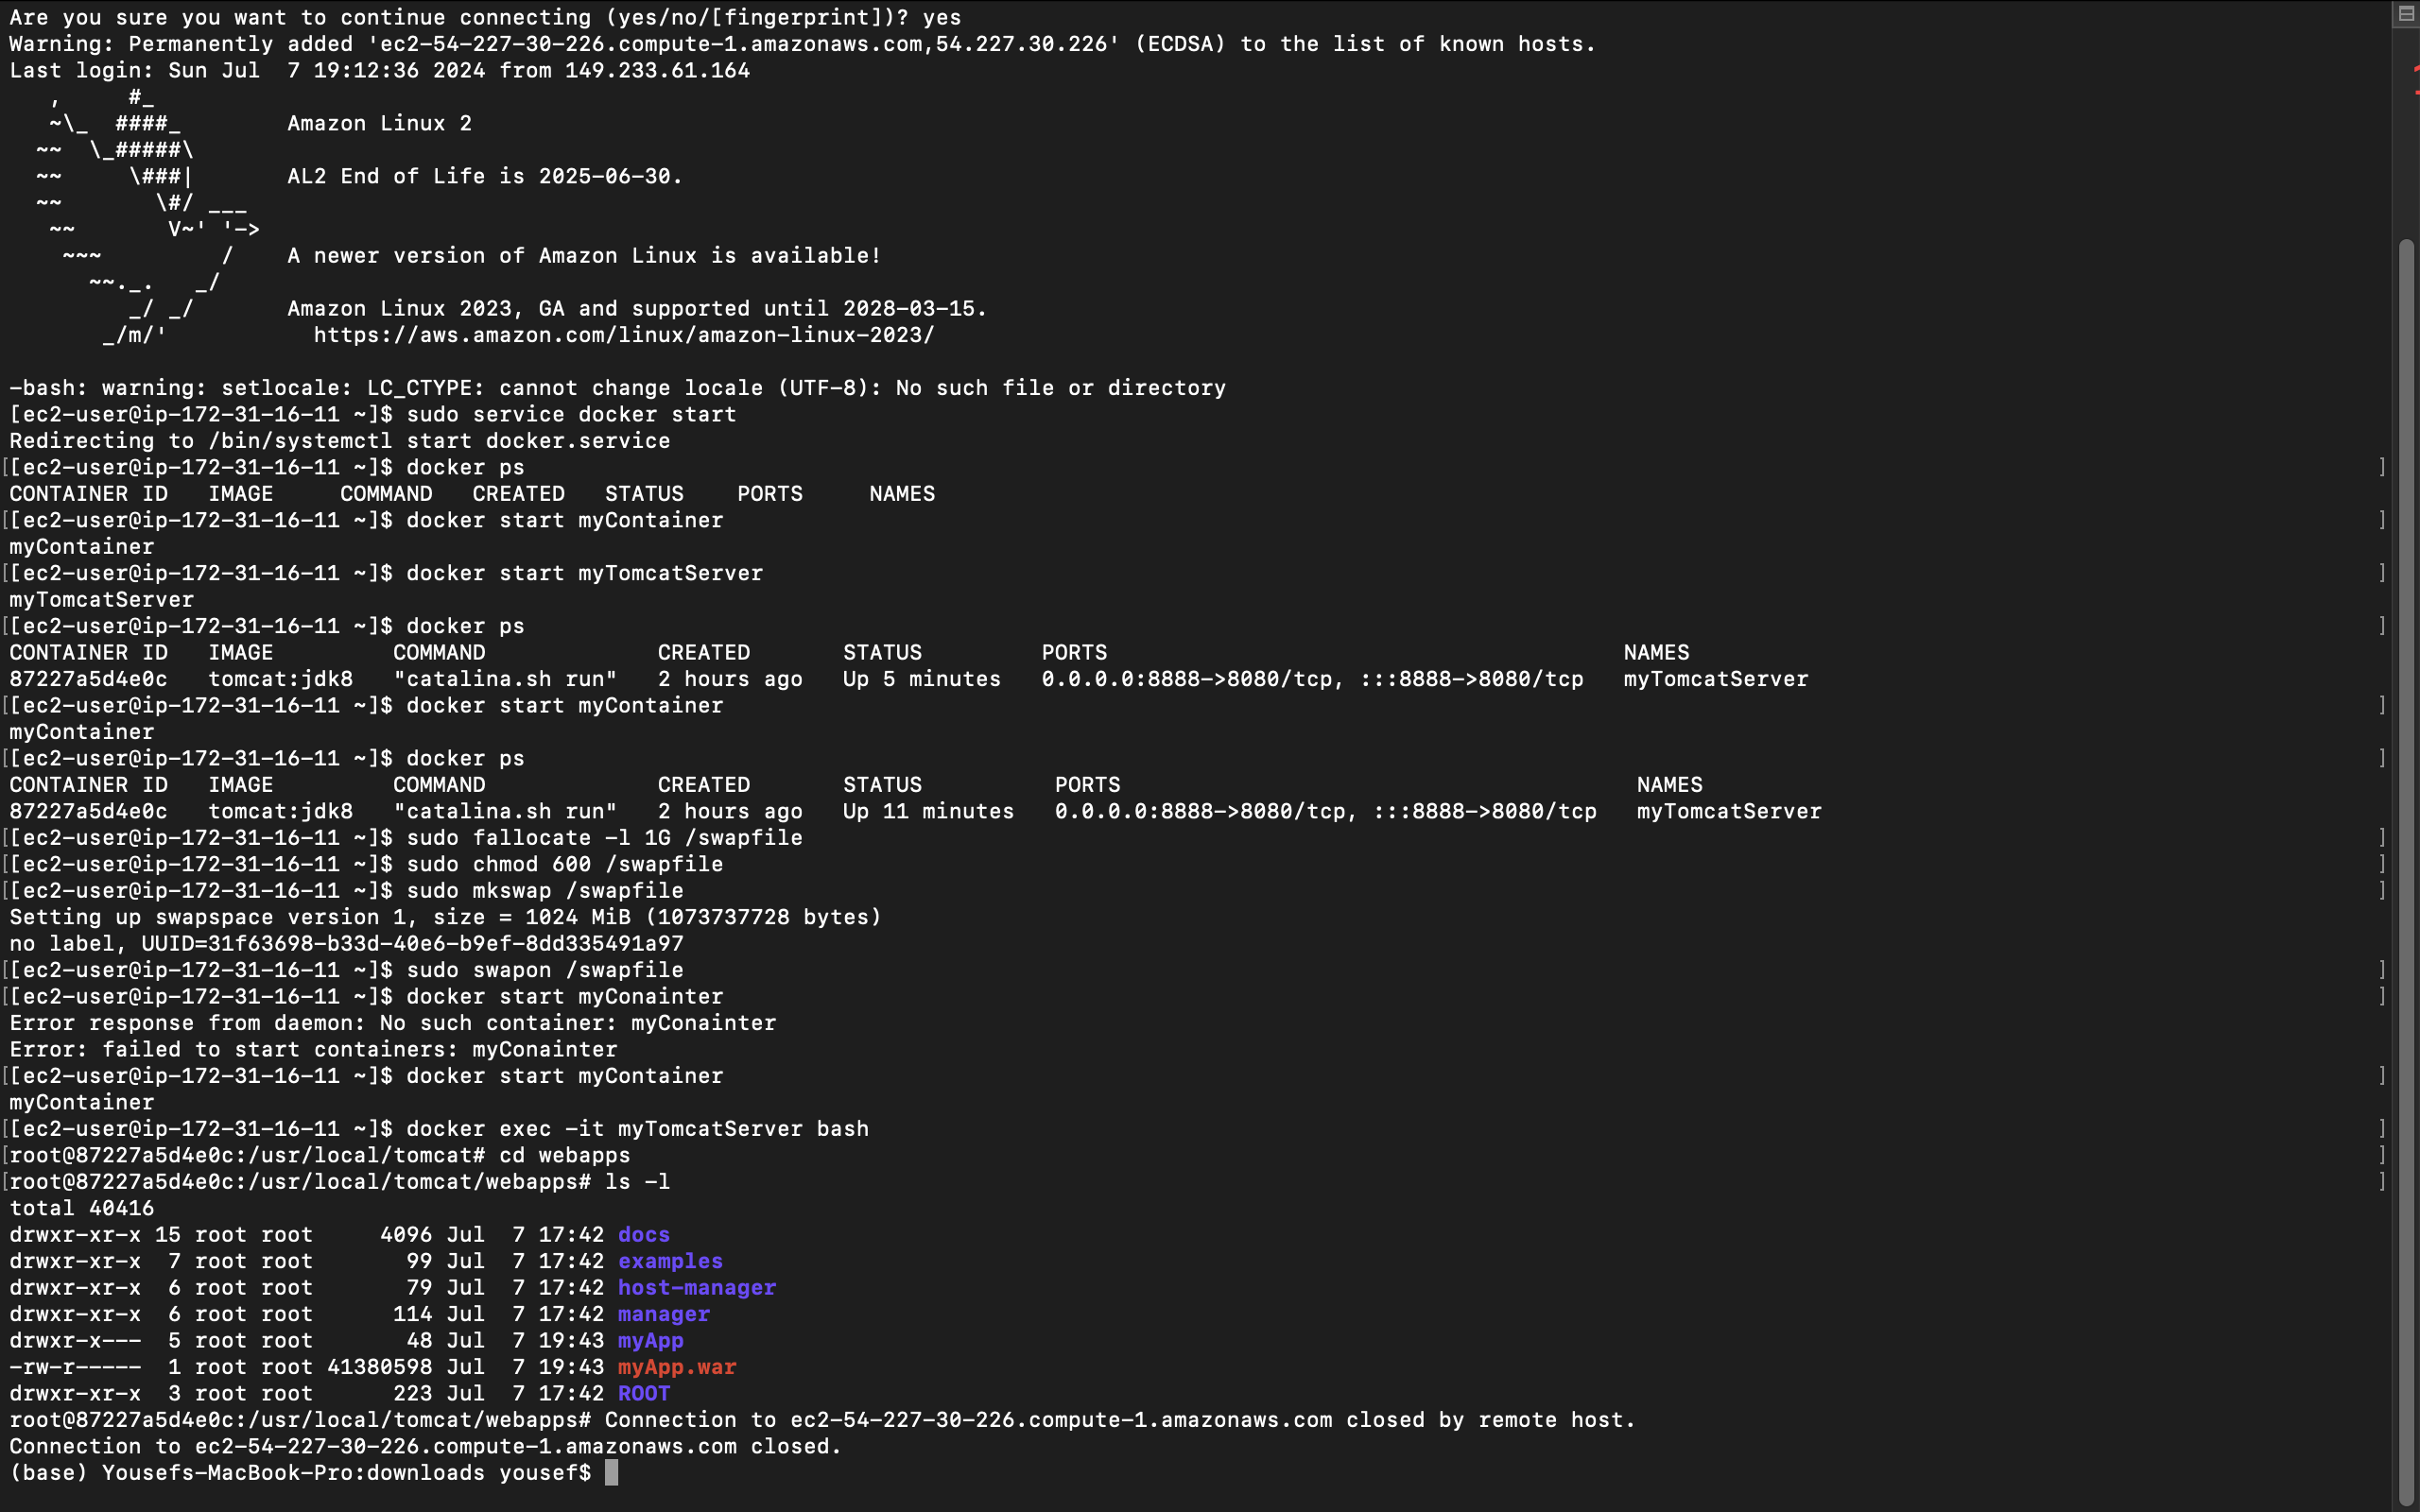 Are you sure you want to continue connecting (yes/no/[fingerprint])? yes
Warning: Permanently added 'ec2-54-227-30-226.compute-1.amazonaws.com,54.227.30.226' (ECDSA) to the list of known hosts.
Last login: Sun Jul  7 19:12:36 2024 from 149.233.61.164
   ,     #_
   ~\_  ####_        Amazon Linux 2
  ~~  \_#####\
  ~~     \###|       AL2 End of Life is 2025-06-30.
  ~~       \#/ ___
   ~~       V~' '->
    ~~~         /    A newer version of Amazon Linux is available!
      ~~._.   _/
         _/ _/       Amazon Linux 2023, GA and supported until 2028-03-15.
       _/m/'           https://aws.amazon.com/linux/amazon-linux-2023/
-bash: warning: setlocale: LC_CTYPE: cannot change locale (UTF-8): No such file or directory
[ec2-user@ip-172-31-16-11 ~]$ sudo service docker start
Redirecting to /bin/systemctl start docker.service
[[ec2-user@ip-172-31-16-11 ~]$ docker ps ]
CONTAINER ID   IMAGE     COMMAND   CREATED   STATUS    PORTS     NAMES
[[ec2-user@ip-172-31-16-11 ~]$ docker start myContainer ]
myContainer
[[ec2-user@ip-172-31-16-11 ~]$ docker start myTomcatServer ]
myTomcatServer
[[ec2-user@ip-172-31-16-11 ~]$ docker ps ]
CONTAINER ID   IMAGE         COMMAND             CREATED       STATUS         PORTS                                       NAMES
87227a5d4e0c   tomcat:jdk8   "catalina.sh run"   2 hours ago   Up 5 minutes   0.0.0.0:8888->8080/tcp, :::8888->8080/tcp   myTomcatServer
[[ec2-user@ip-172-31-16-11 ~]$ docker start myContainer ]
myContainer
[[ec2-user@ip-172-31-16-11 ~]$ docker ps ]
CONTAINER ID   IMAGE         COMMAND             CREATED       STATUS          PORTS                                       NAMES
87227a5d4e0c   tomcat:jdk8   "catalina.sh run"   2 hours ago   Up 11 minutes   0.0.0.0:8888->8080/tcp, :::8888->8080/tcp   myTomcatServer
[[ec2-user@ip-172-31-16-11 ~]$ sudo fallocate -l 1G /swapfile ]
[[ec2-user@ip-172-31-16-11 ~]$ sudo chmod 600 /swapfile ]
[[ec2-user@ip-172-31-16-11 ~]$ sudo mkswap /swapfile ]
Setting up swapspace version 1, size = 1024 MiB (1073737728 bytes)
no label, UUID=31f63698-b33d-40e6-b9ef-8dd335491a97
[[ec2-user@ip-172-31-16-11 ~]$ sudo swapon /swapfile ]
[[ec2-user@ip-172-31-16-11 ~]$ docker start myConainter ]
Error response from daemon: No such container: myConainter
Error: failed to start containers: myConainter
[[ec2-user@ip-172-31-16-11 ~]$ docker start myContainer ]
myContainer
[[ec2-user@ip-172-31-16-11 ~]$ docker exec -it myTomcatServer bash ]
[root@87227a5d4e0c:/usr/local/tomcat# cd webapps ]
[root@87227a5d4e0c:/usr/local/tomcat/webapps# ls -l ]
total 40416
drwxr-xr-x 15 root root     4096 Jul  7 17:42 docs
drwxr-xr-x  7 root root       99 Jul  7 17:42 examples
drwxr-xr-x  6 root root       79 Jul  7 17:42 host-manager
drwxr-xr-x  6 root root      114 Jul  7 17:42 manager
drwxr-x---  5 root root       48 Jul  7 19:43 myApp
-rw-r-----  1 root root 41380598 Jul  7 19:43 myApp.war
drwxr-xr-x  3 root root      223 Jul  7 17:42 ROOT
root@87227a5d4e0c:/usr/local/tomcat/webapps# Connection to ec2-54-227-30-226.compute-1.amazonaws.com closed by remote host.
Connection to ec2-54-227-30-226.compute-1.amazonaws.com closed.
(base) Yousefs-MacBook-Pro:downloads yousef$